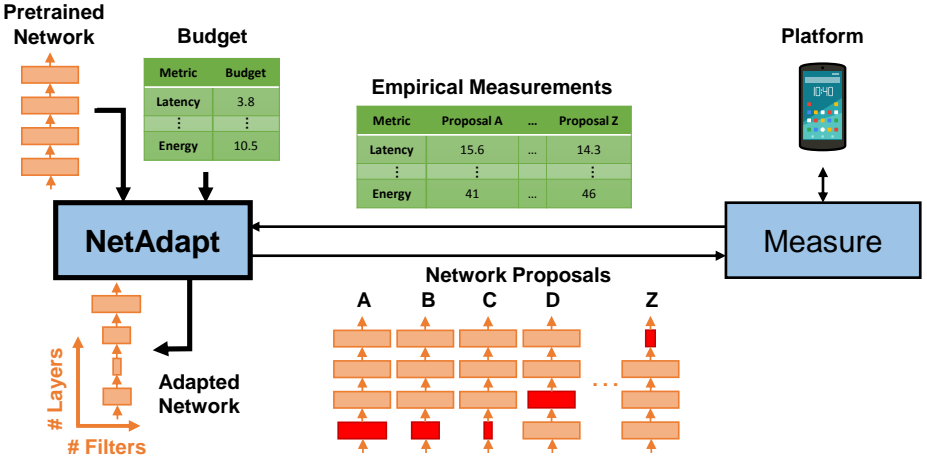 Pretrained
Network
Budget
Metric Budget
Latency 3.8
⋮ ⋮
Energy 10.5
Empirical Measurements
Metric Proposal A ... Proposal Z
Latency 15.6 ... 14.3
⋮ ⋮ ⋮
Energy 41 ... 46
Platform
10:40
NetAdapt
Measure
Network Proposals
A B C D Z
. . .
Adapted
Network
# Layers
# Filters